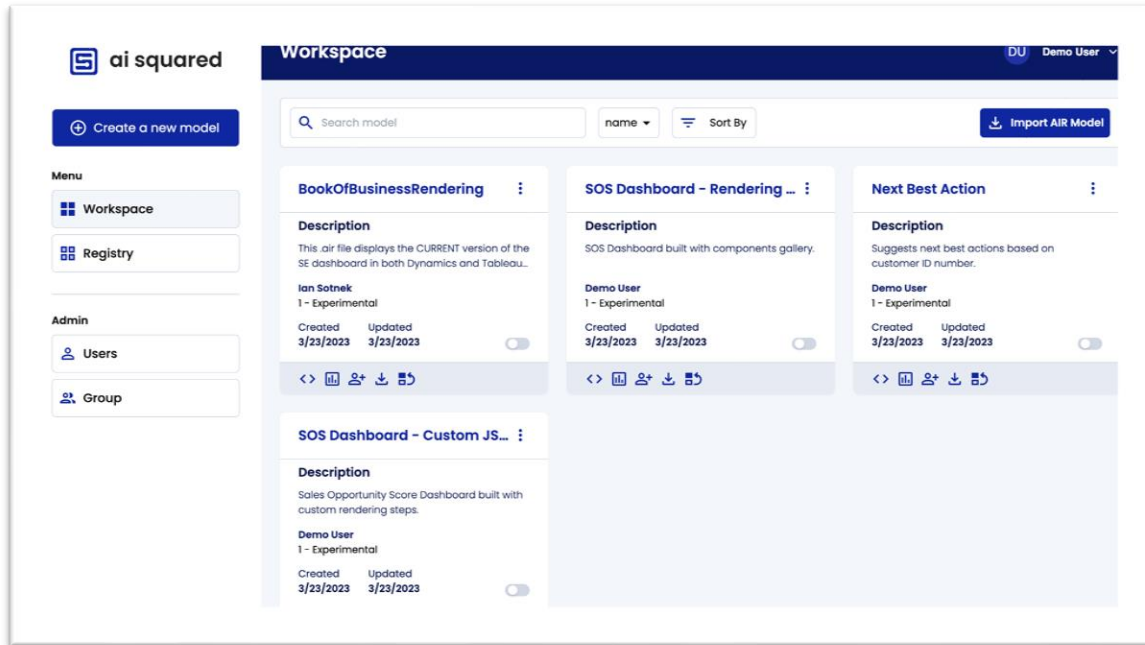 ai squared
Workspace
DU Demo User
Create a new model
Search model
name
Sort By
Import AIR Model
Menu
Workspace
Registry
Admin
Users
Group
BookOfBusinessRendering
Description
This .air file displays the CURRENT version of the
SE dashboard in both Dynamics and Tableau...
Ian Sotnek
1 - Experimental
Created Updated
3/23/2023 3/23/2023
SOS Dashboard - Rendering ...
Description
SOS Dashboard built with components gallery.
Demo User
1 - Experimental
Created Updated
3/23/2023 3/23/2023
Next Best Action
Description
Suggests next best actions based on
customer ID number.
Demo User
1 - Experimental
Created Updated
3/23/2023 3/23/2023
SOS Dashboard - Custom JS...
Description
Sales Opportunity Score Dashboard built with
custom rendering steps.
Demo User
1 - Experimental
Created Updated
3/23/2023 3/23/2023